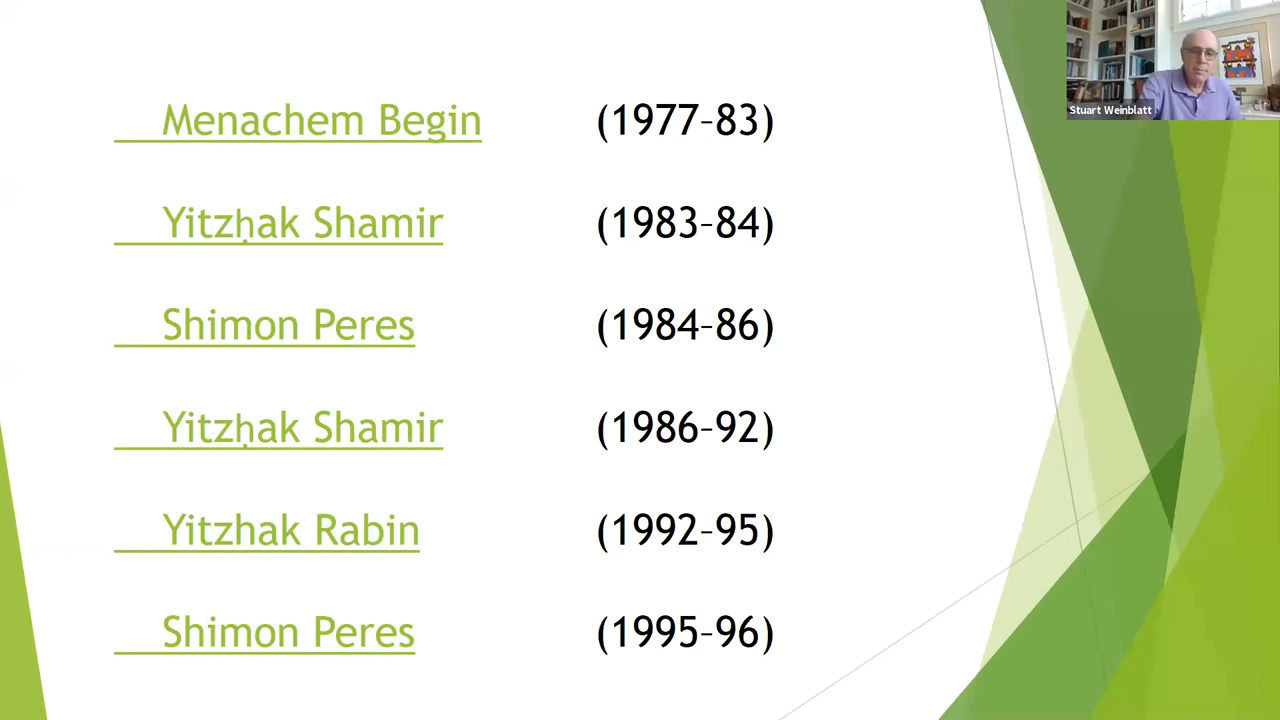 Menachem Begin (1977–83)
Yitzḥak Shamir (1983–84)
Shimon Peres (1984–86)
Yitzḥak Shamir (1986–92)
Yitzhak Rabin (1992–95)
Shimon Peres (1995–96)
Stuart Weinblatt